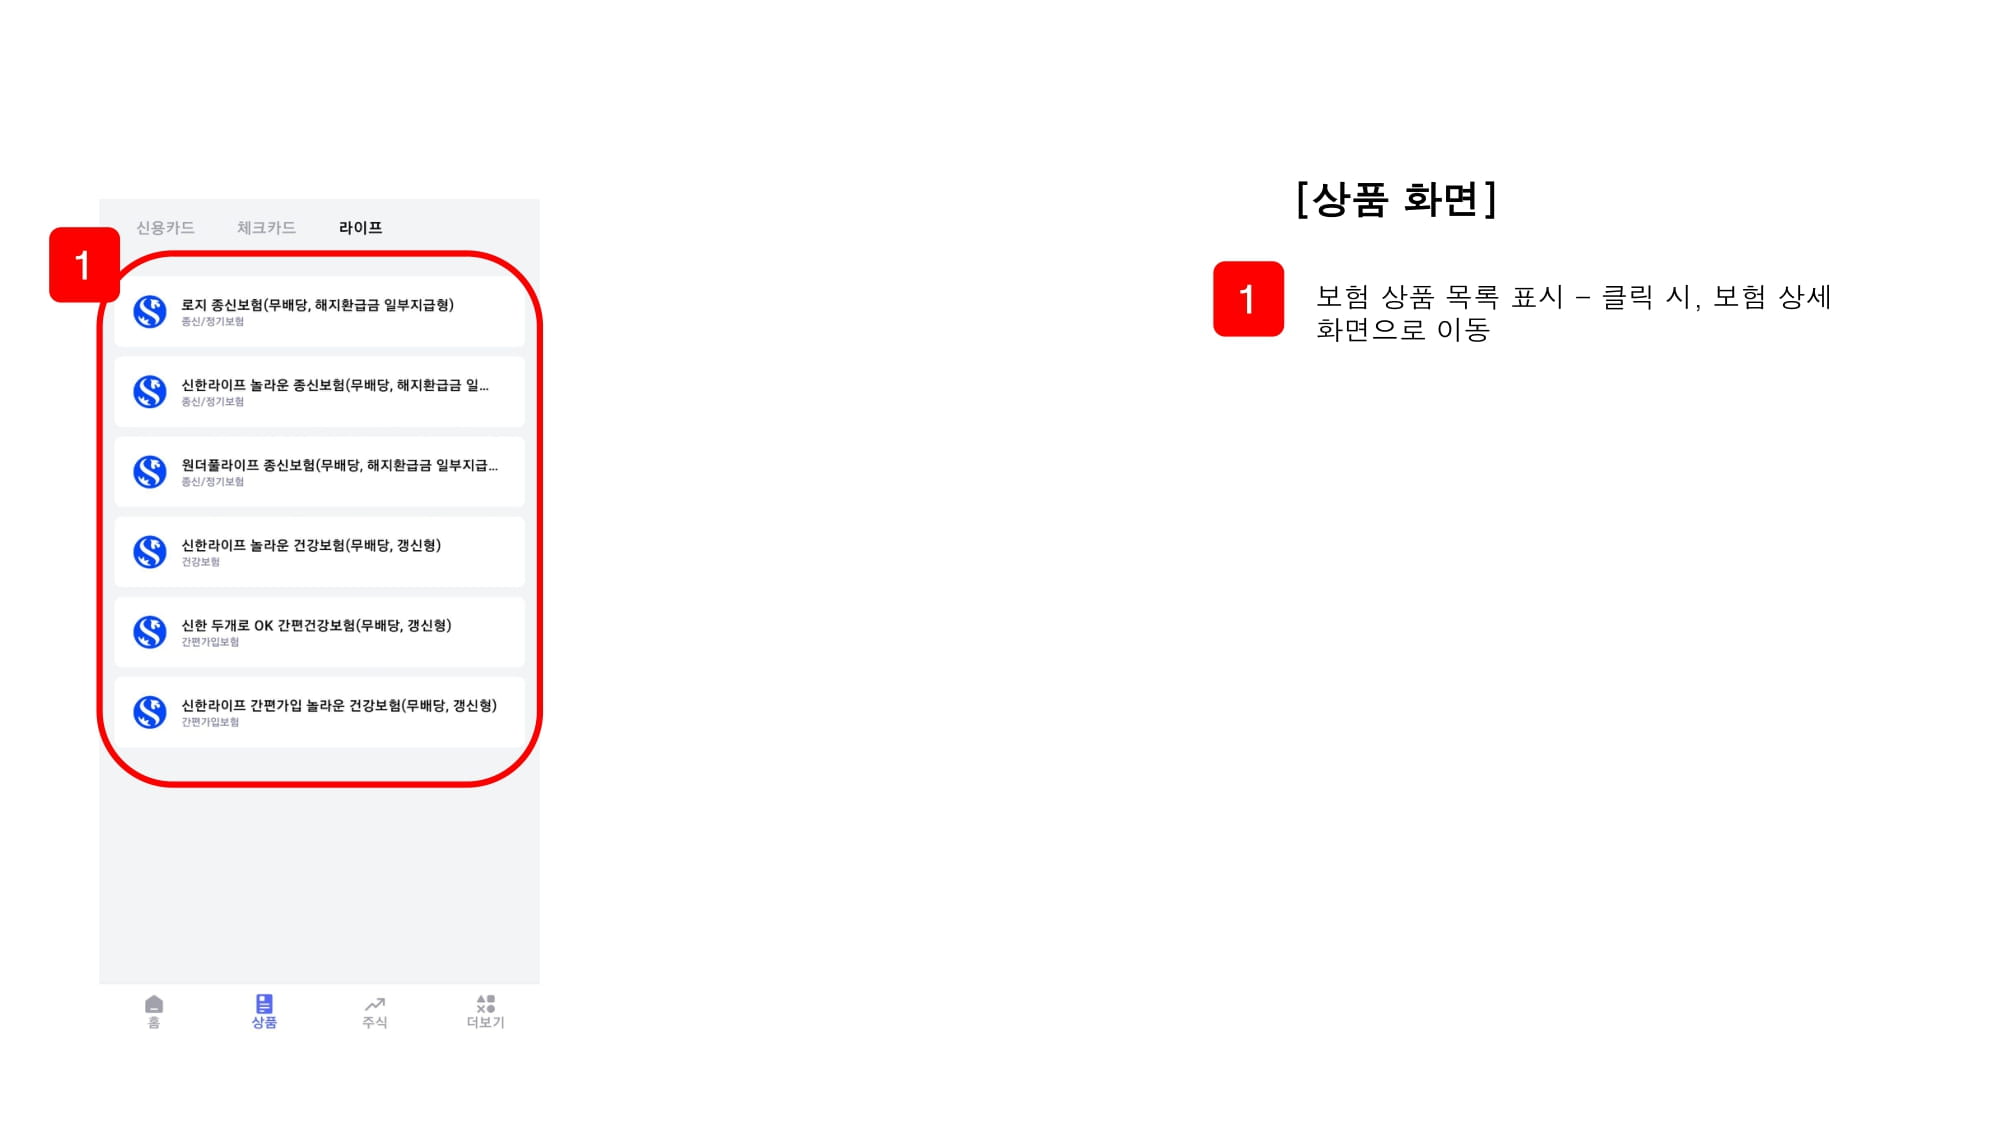 신용카드 체크카드 라이프
1
로지 종신보험(무배당, 해지환급금 일부지급형)
종신/정기보험
신한라이프 놀라운 종신보험(무배당, 해지환급금 일...
종신/정기보험
원더풀라이프 종신보험(무배당, 해지환급금 일부지급...
종신/정기보험
신한라이프 놀라운 건강보험(무배당, 갱신형)
건강보험
신한 두개로 OK 간편건강보험(무배당, 갱신형)
간편가입보험
신한라이프 간편가입 놀라운 건강보험(무배당, 갱신형)
간편가입보험
홈 상품 주식 더보기
[상품 화면]
1
보험 상품 목록 표시 – 클릭 시, 보험 상세
화면으로 이동